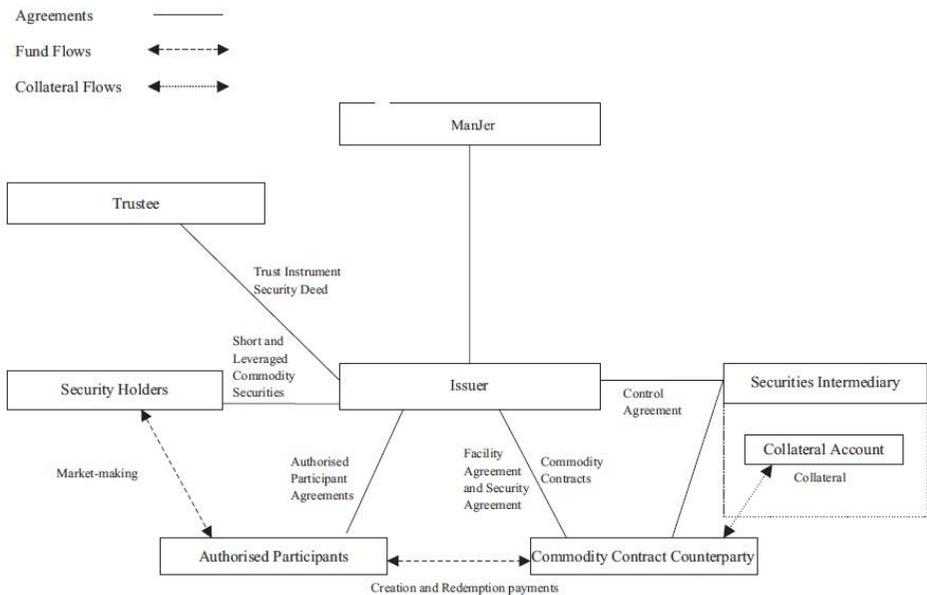 Agreements
Fund Flows
Collateral Flows
ManJer
Trustee
Trust Instrument
Security Deed
Short and
Leveraged
Commodity
Securities
Security Holders
Issuer
Control
Agreement
Securities Intermediary
Collateral Account
Collateral
Market-making
Authorised
Participant
Agreements
Facility
Agreement
and Security
Agreement
Commodity
Contracts
Authorised Participants
Commodity Contract Counterparty
Creation and Redemption payments